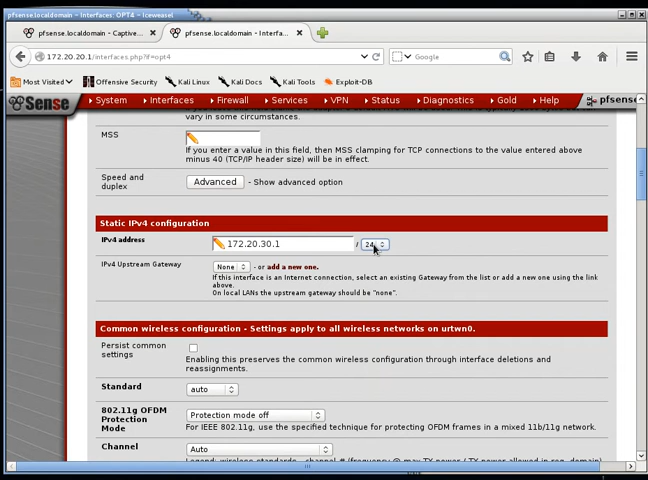 pfsense.localdomain - Interfaces: OPT4 - Iceweasel
pfsense.localdomain - Captive...
pfsense.localdomain - Interfa...
172.20.20.1/interfaces.php?if=opt4
Google
Most Visited
Offensive Security
Kali Linux
Kali Docs
Kali Tools
Exploit-DB
Sense
System
Interfaces
Firewall
Services
VPN
Status
Diagnostics
Gold
Help
pfsense
vary in some circumstances.
MSS
If you enter a value in this field, then MSS clamping for TCP connections to the value entered above
minus 40 (TCP/IP header size) will be in effect.
Speed and
duplex
Advanced - Show advanced option
Static IPv4 configuration
IPv4 address
172.20.30.1 / 24
IPv4 Upstream Gateway
None - or add a new one.
If this interface is an Internet connection, select an existing Gateway from the list or add a new one using the link
above.
On local LANs the upstream gateway should be "none".
Common wireless configuration - Settings apply to all wireless networks on urtwn0.
Persist common
settings
Enabling this preserves the common wireless configuration through interface deletions and
reassignments.
Standard
auto
802.11g OFDM
Protection
Mode
Protection mode off
For IEEE 802.11g, use the specified technique for protecting OFDM frames in a mixed 11b/11g network.
Channel
Auto